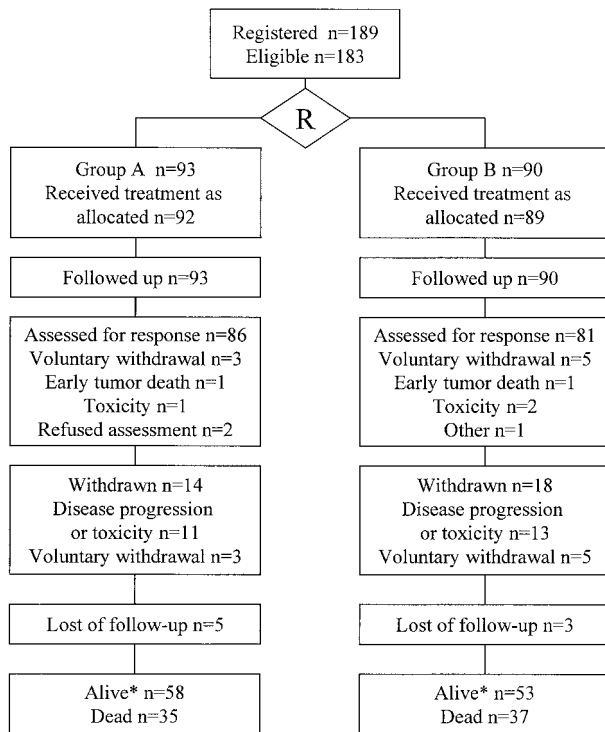 Registered n=189
Eligible n=183
R
Group A n=93
Received treatment as
allocated n=92
Followed up n=93
Assessed for response n=86
Voluntary withdrawal n=3
Early tumor death n=1
Toxicity n=1
Refused assessment n=2
Withdrawn n=14
Disease progression
or toxicity n=11
Voluntary withdrawal n=3
Lost of follow-up n=5
Alive* n=58
Dead n=35
Group B n=90
Received treatment as
allocated n=89
Followed up n=90
Assessed for response n=81
Voluntary withdrawal n=5
Early tumor death n=1
Toxicity n=2
Other n=1
Withdrawn n=18
Disease progression
or toxicity n=13
Voluntary withdrawal n=5
Lost of follow-up n=3
Alive* n=53
Dead n=37